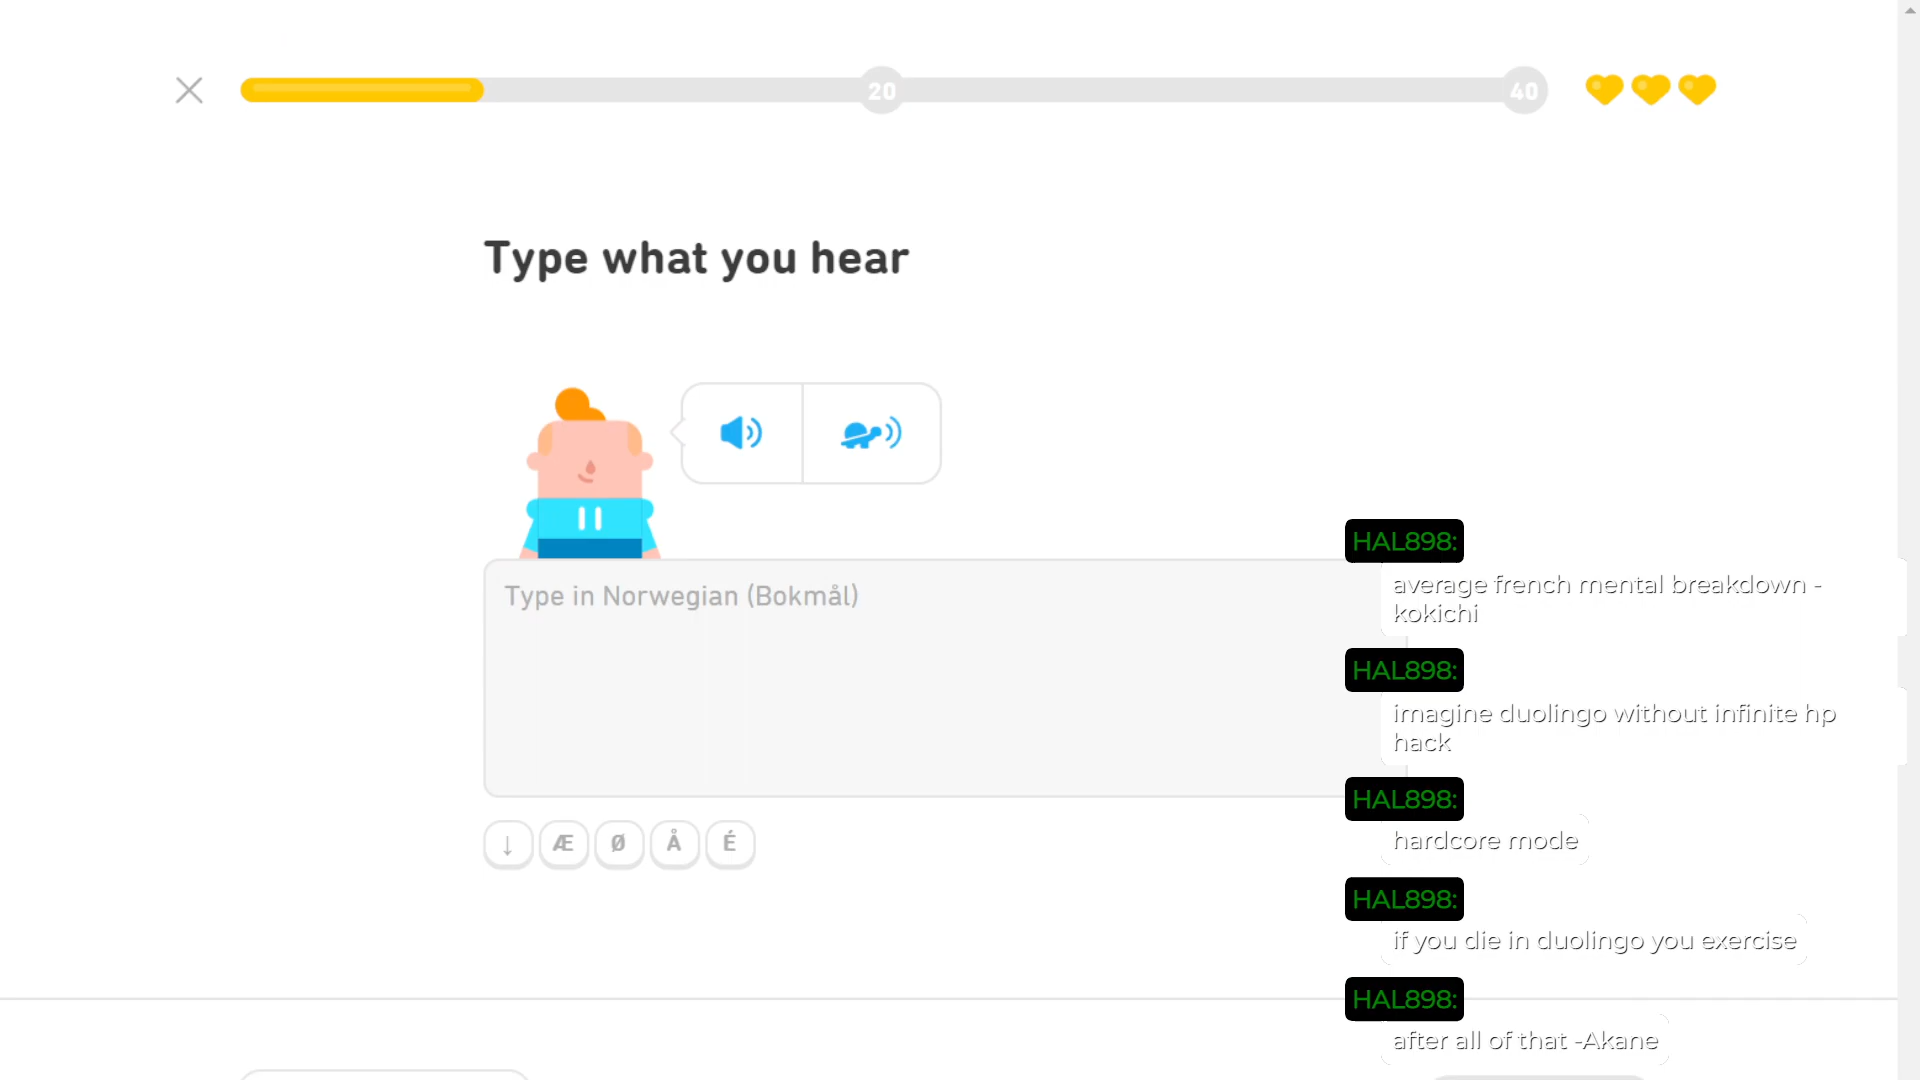 20
40
Type what you hear
Type in Norwegian (Bokmål)
↓ Æ Ø Å É
HAL898:
average french mental breakdown -
kokichi
HAL898:
imagine duolingo without infinite hp
hack
HAL898:
hardcore mode
HAL898:
if you die in duolingo you exercise
HAL898:
after all of that -Akane